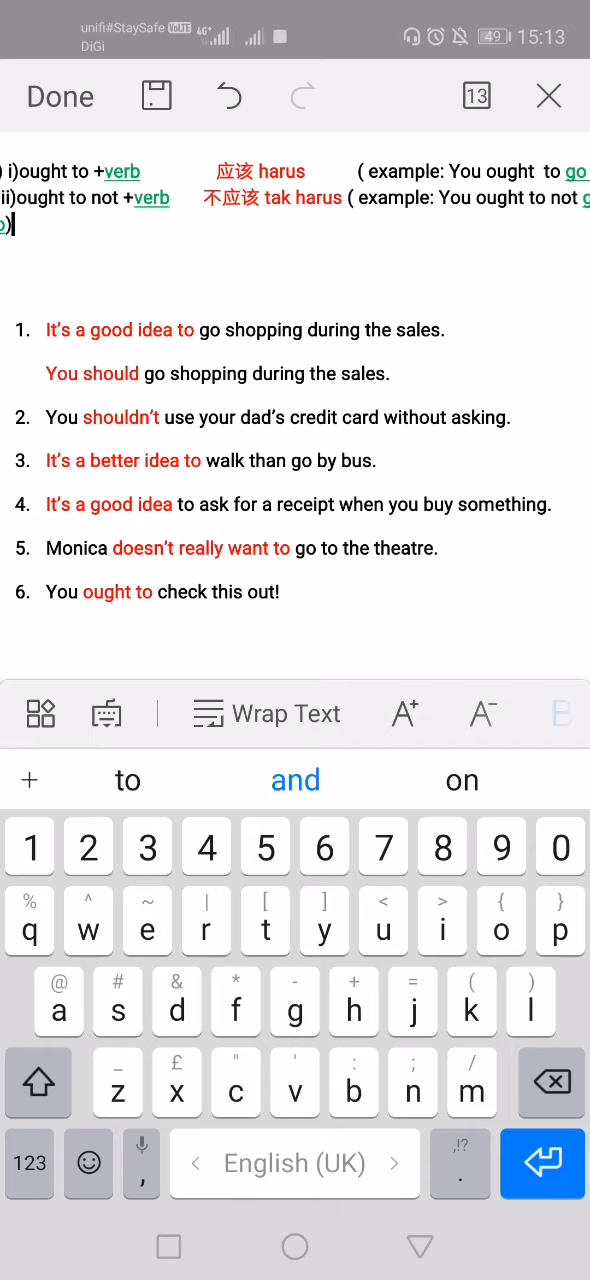 unifi#StaySafe VoLTE 4G+ 49 15:13
DiGi
Done 13
i)ought to +verb 应该 harus ( example: You ought to go
ii)ought to not +verb 不应该 tak harus ( example: You ought to not g
o)
1. It's a good idea to go shopping during the sales.
You should go shopping during the sales.
2. You shouldn't use your dad's credit card without asking.
3. It's a better idea to walk than go by bus.
4. It's a good idea to ask for a receipt when you buy something.
5. Monica doesn't really want to go to the theatre.
6. You ought to check this out!
Wrap Text A+ A- B
+ to and on
1 2 3 4 5 6 7 8 9 0
% ^ ~ | [ ] < > { }
q w e r t y u i o p
@ # & * - + = ( )
a s d f g h j k l
_ £ " ' : ; /
z x c v b n m
123 , < English (UK) > ,!? .